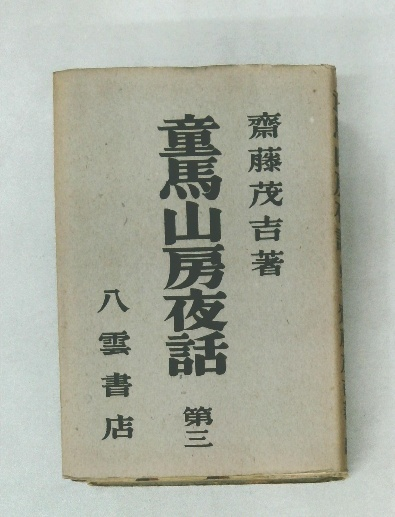 齋藤茂吉著
童馬山房夜話 第三
八雲書店